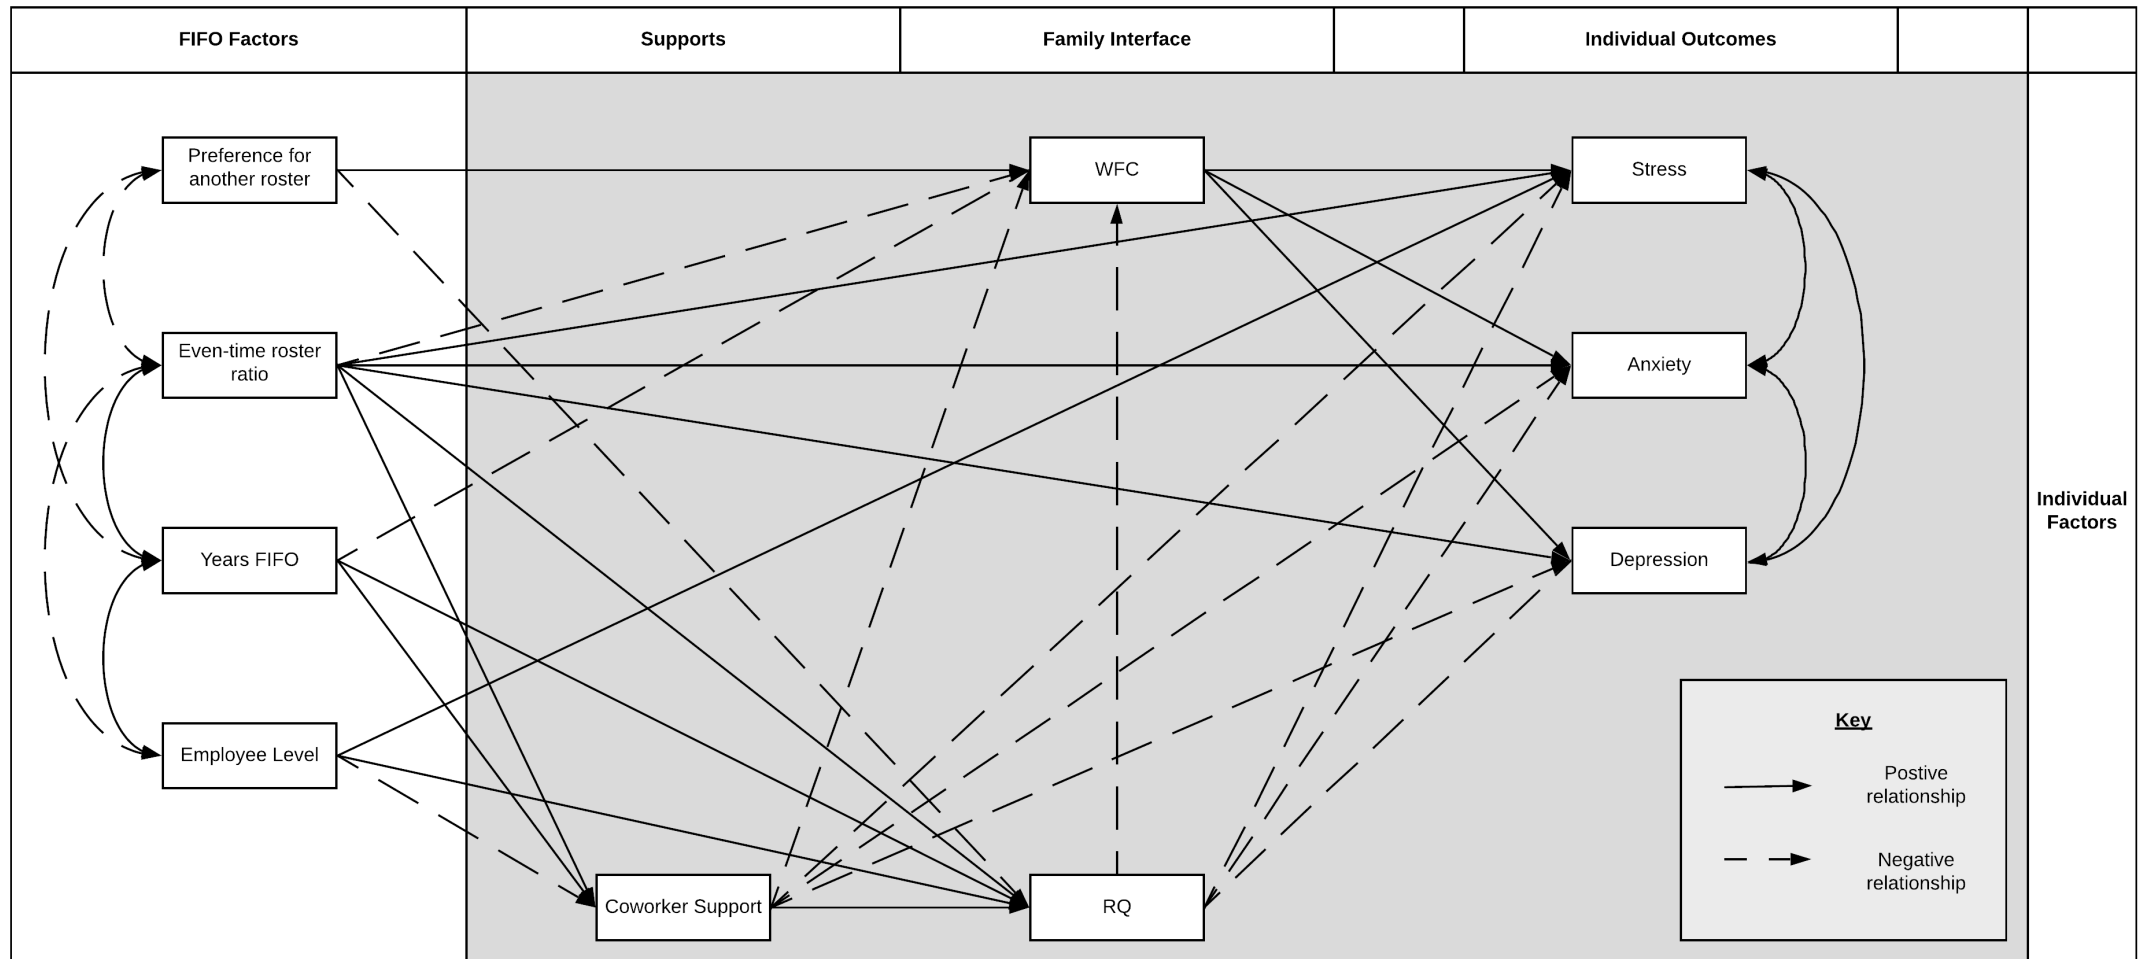 FIFO Factors
Supports
Family Interface
Individual Outcomes
Preference for
another roster
WFC
Stress
Even-time roster
ratio
Anxiety
Individual
Factors
Years FIFO
Depression
Key
Postive
relationship
Employee Level
Negative
relationship
Coworker Support
RQ